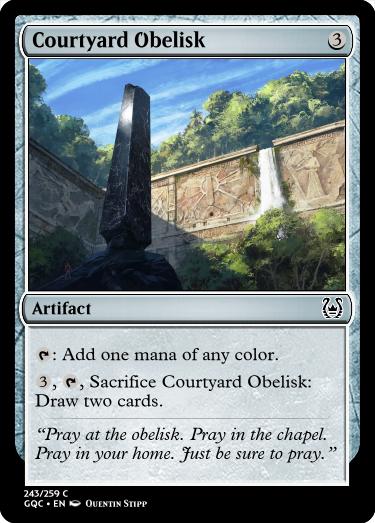 Courtyard Obelisk 3
Artifact
: Add one mana of any color.
3, , Sacrifice Courtyard Obelisk:
Draw two cards.
“Pray at the obelisk. Pray in the chapel.
Pray in your home. Just be sure to pray.”
243/259 C
GQC • EN Quentin Stipp